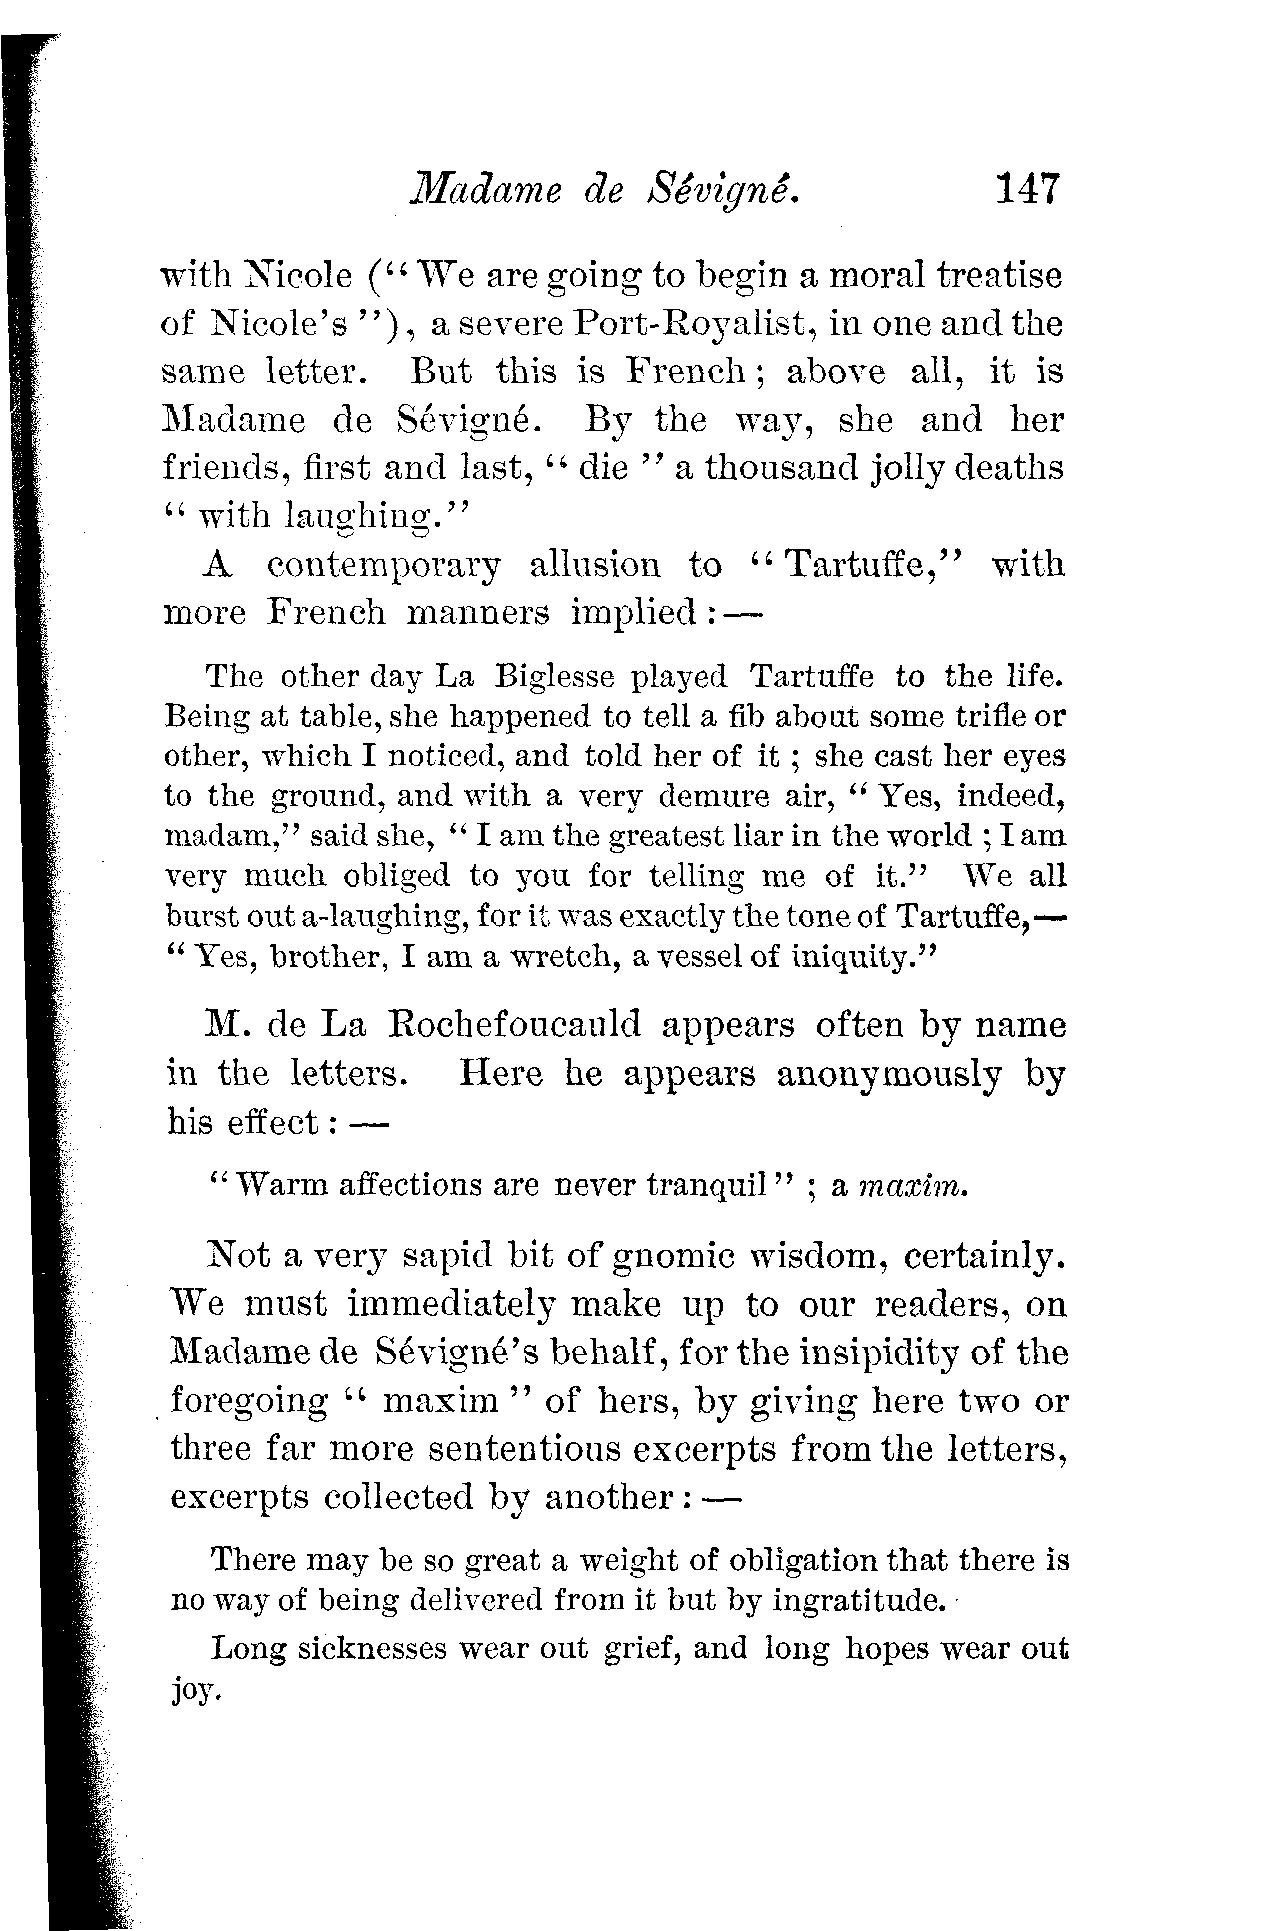 Madame de Sévigné. 147
with Nicole (“ We are going to begin a moral treatise
of Nicole's ”), a severe Port-Royalist, in one and the
same letter. But this is French ; above all, it is
Madame de Sévigné. By the way, she and her
friends, first and last, “ die ” a thousand jolly deaths
“ with laughing.”
A contemporary allusion to “ Tartuffe,” with
more French manners implied : —
The other day La Biglesse played Tartuffe to the life.
Being at table, she happened to tell a fib about some trifle or
other, which I noticed, and told her of it ; she cast her eyes
to the ground, and with a very demure air, “ Yes, indeed,
madam,” said she, “ I am the greatest liar in the world ; I am
very much obliged to you for telling me of it.” We all
burst out a-laughing, for it was exactly the tone of Tartuffe,—
“ Yes, brother, I am a wretch, a vessel of iniquity.”
M. de La Rochefoucauld appears often by name
in the letters. Here he appears anonymously by
his effect : —
“ Warm affections are never tranquil ” ; a maxim.
Not a very sapid bit of gnomic wisdom, certainly.
We must immediately make up to our readers, on
Madame de Sévigné's behalf, for the insipidity of the
foregoing “ maxim ” of hers, by giving here two or
three far more sententious excerpts from the letters,
excerpts collected by another : —
There may be so great a weight of obligation that there is
no way of being delivered from it but by ingratitude.
Long sicknesses wear out grief, and long hopes wear out
joy.